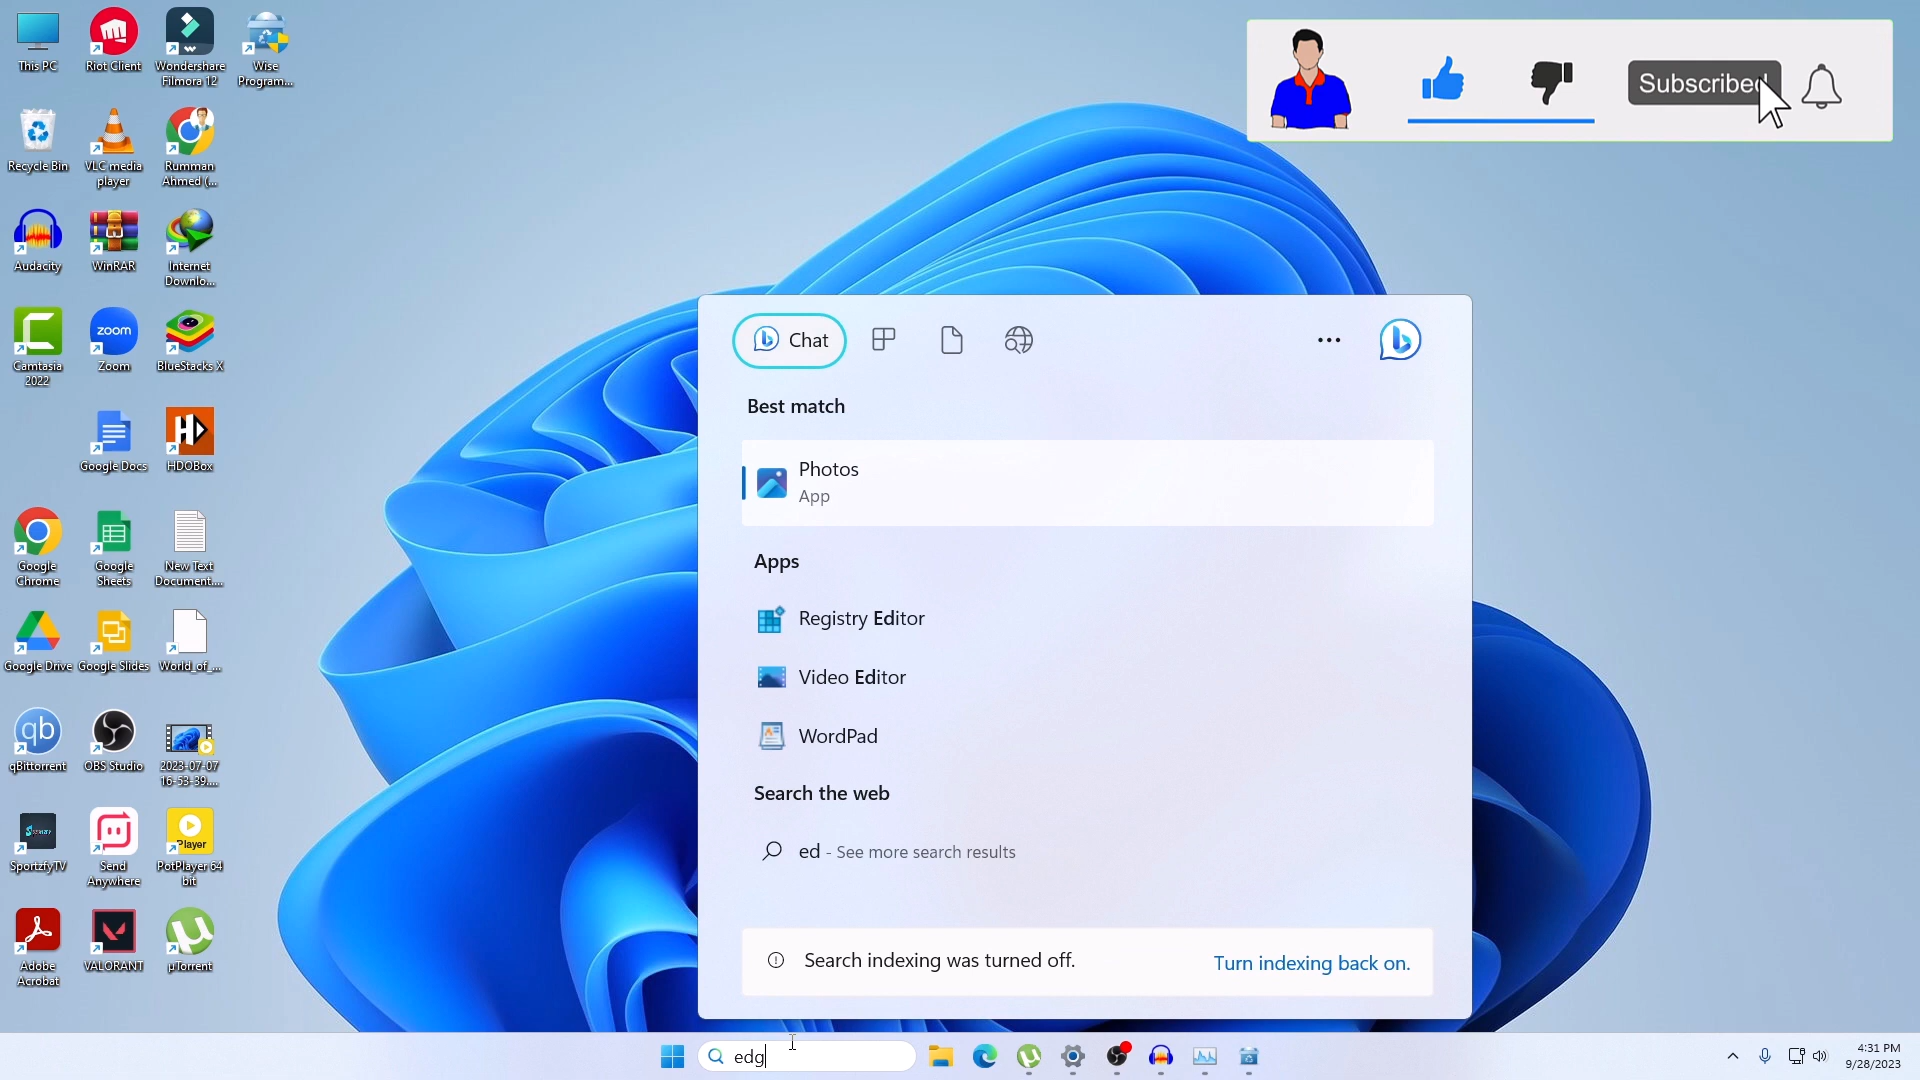 This PC
Riot Client
Wondershare
Filmora 12
Wise
Program...
Recycle Bin
VLC media
player
Rumman
Ahmed (...
Audacity
WinRAR
Internet
Downlo...
Camtasia
2022
zoom
Zoom
BlueStacks X
Google Docs
HDOBox
Google
Chrome
Google
Sheets
New Text
Document....
Google Drive
Google Slides
World_of_...
qb
qBittorrent
OBS Studio
2023-07-07
16-53-39....
SportzfyTV
Send
Anywhere
Player
PotPlayer 64
bit
Adobe
Acrobat
VALORANT
µTorrent
Subscribed
Chat
Best match
Photos
App
Apps
Registry Editor
Video Editor
WordPad
Search the web
ed - See more search results
Search indexing was turned off.
Turn indexing back on.
edg
4:31 PM
9/28/2023